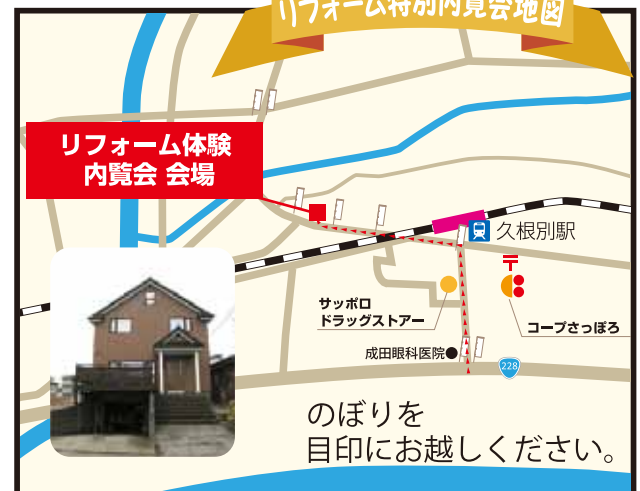 リフォーム特別内覧会地図
リフォーム体験
内覧会 会場
久根別駅
サッポロ
ドラッグストアー
コープさっぽろ
成田眼科医院
228
のぼりを
目印にお越しください。